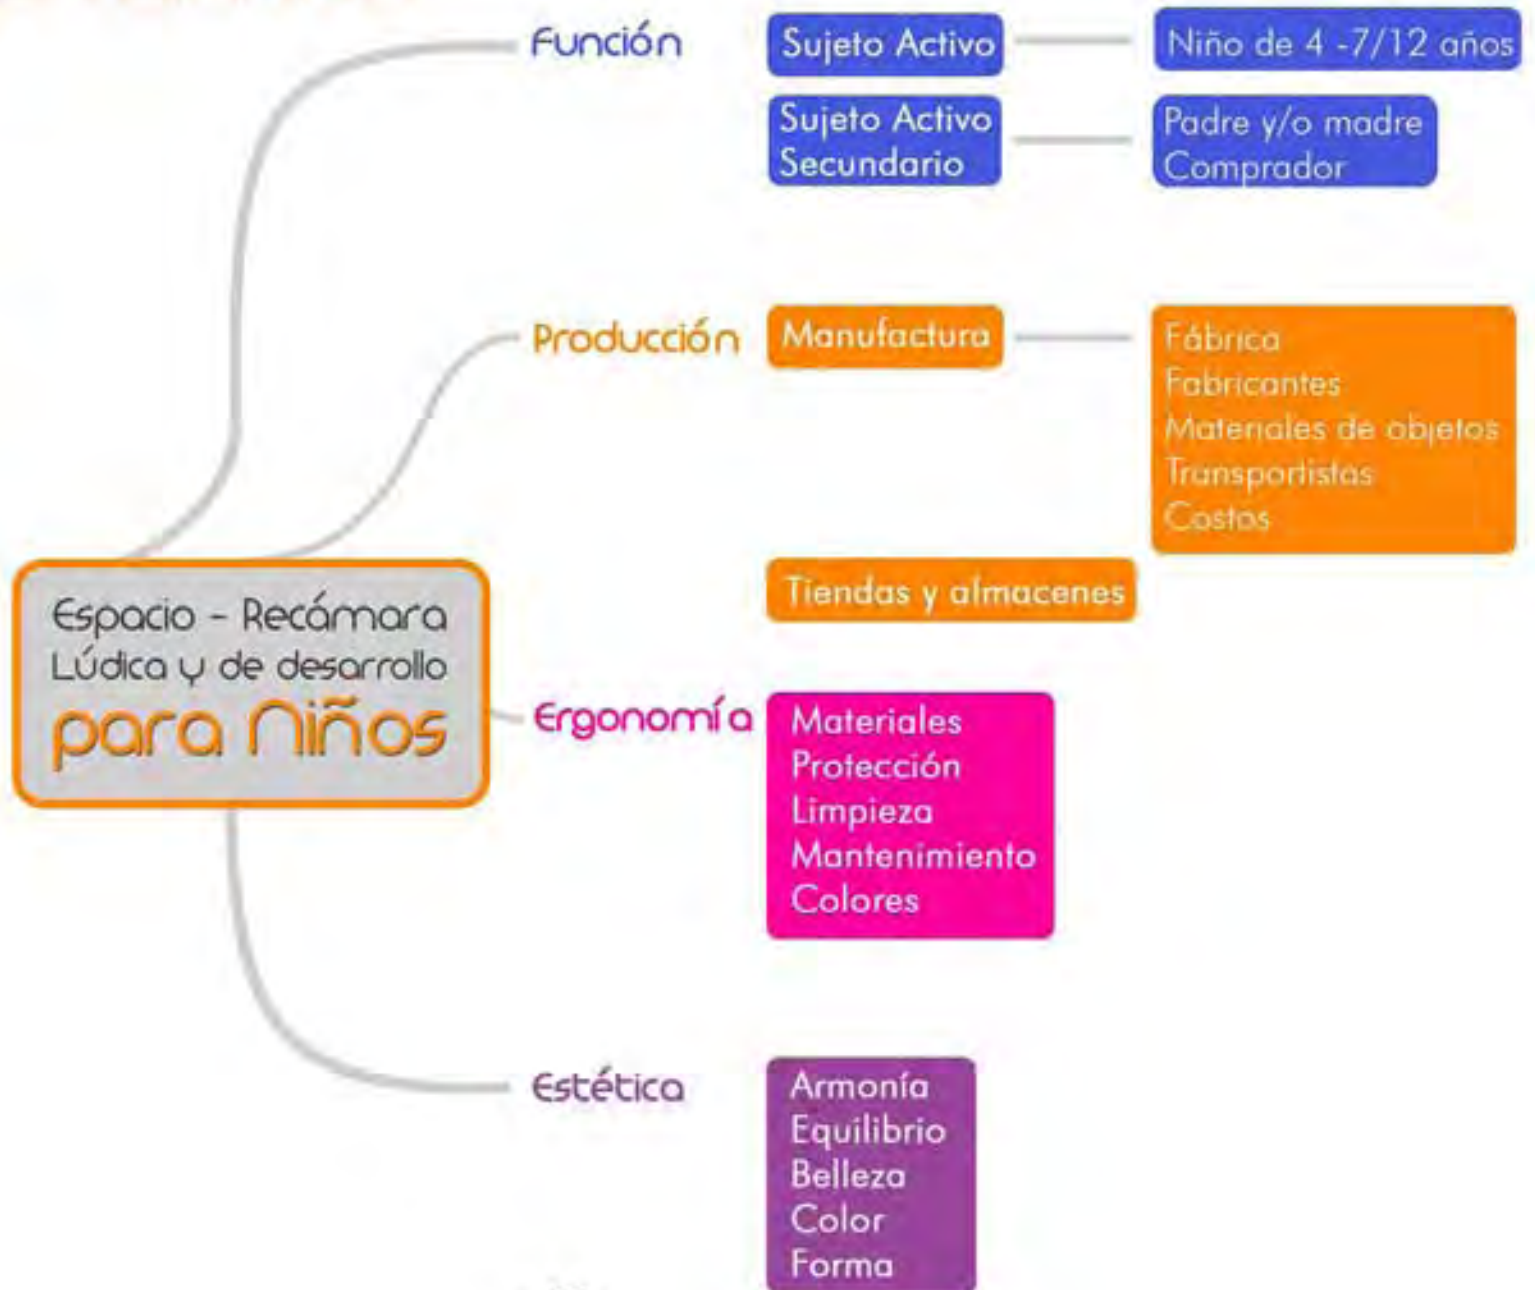 Función
Sujeto Activo
Niño de 4 -7/12 años
Sujeto Activo
Secundario
Padre y/o madre
Comprador
Producción
Manufactura
Fábrica
Fabricantes
Materiales de objetos
Transportistas
Costos
Tiendas y almacenes
Espacio - Recámara
Lúdica y de desarrollo
para Niños
Ergonomía
Materiales
Protección
Limpieza
Mantenimiento
Colores
Estética
Armonía
Equilibrio
Belleza
Color
Forma